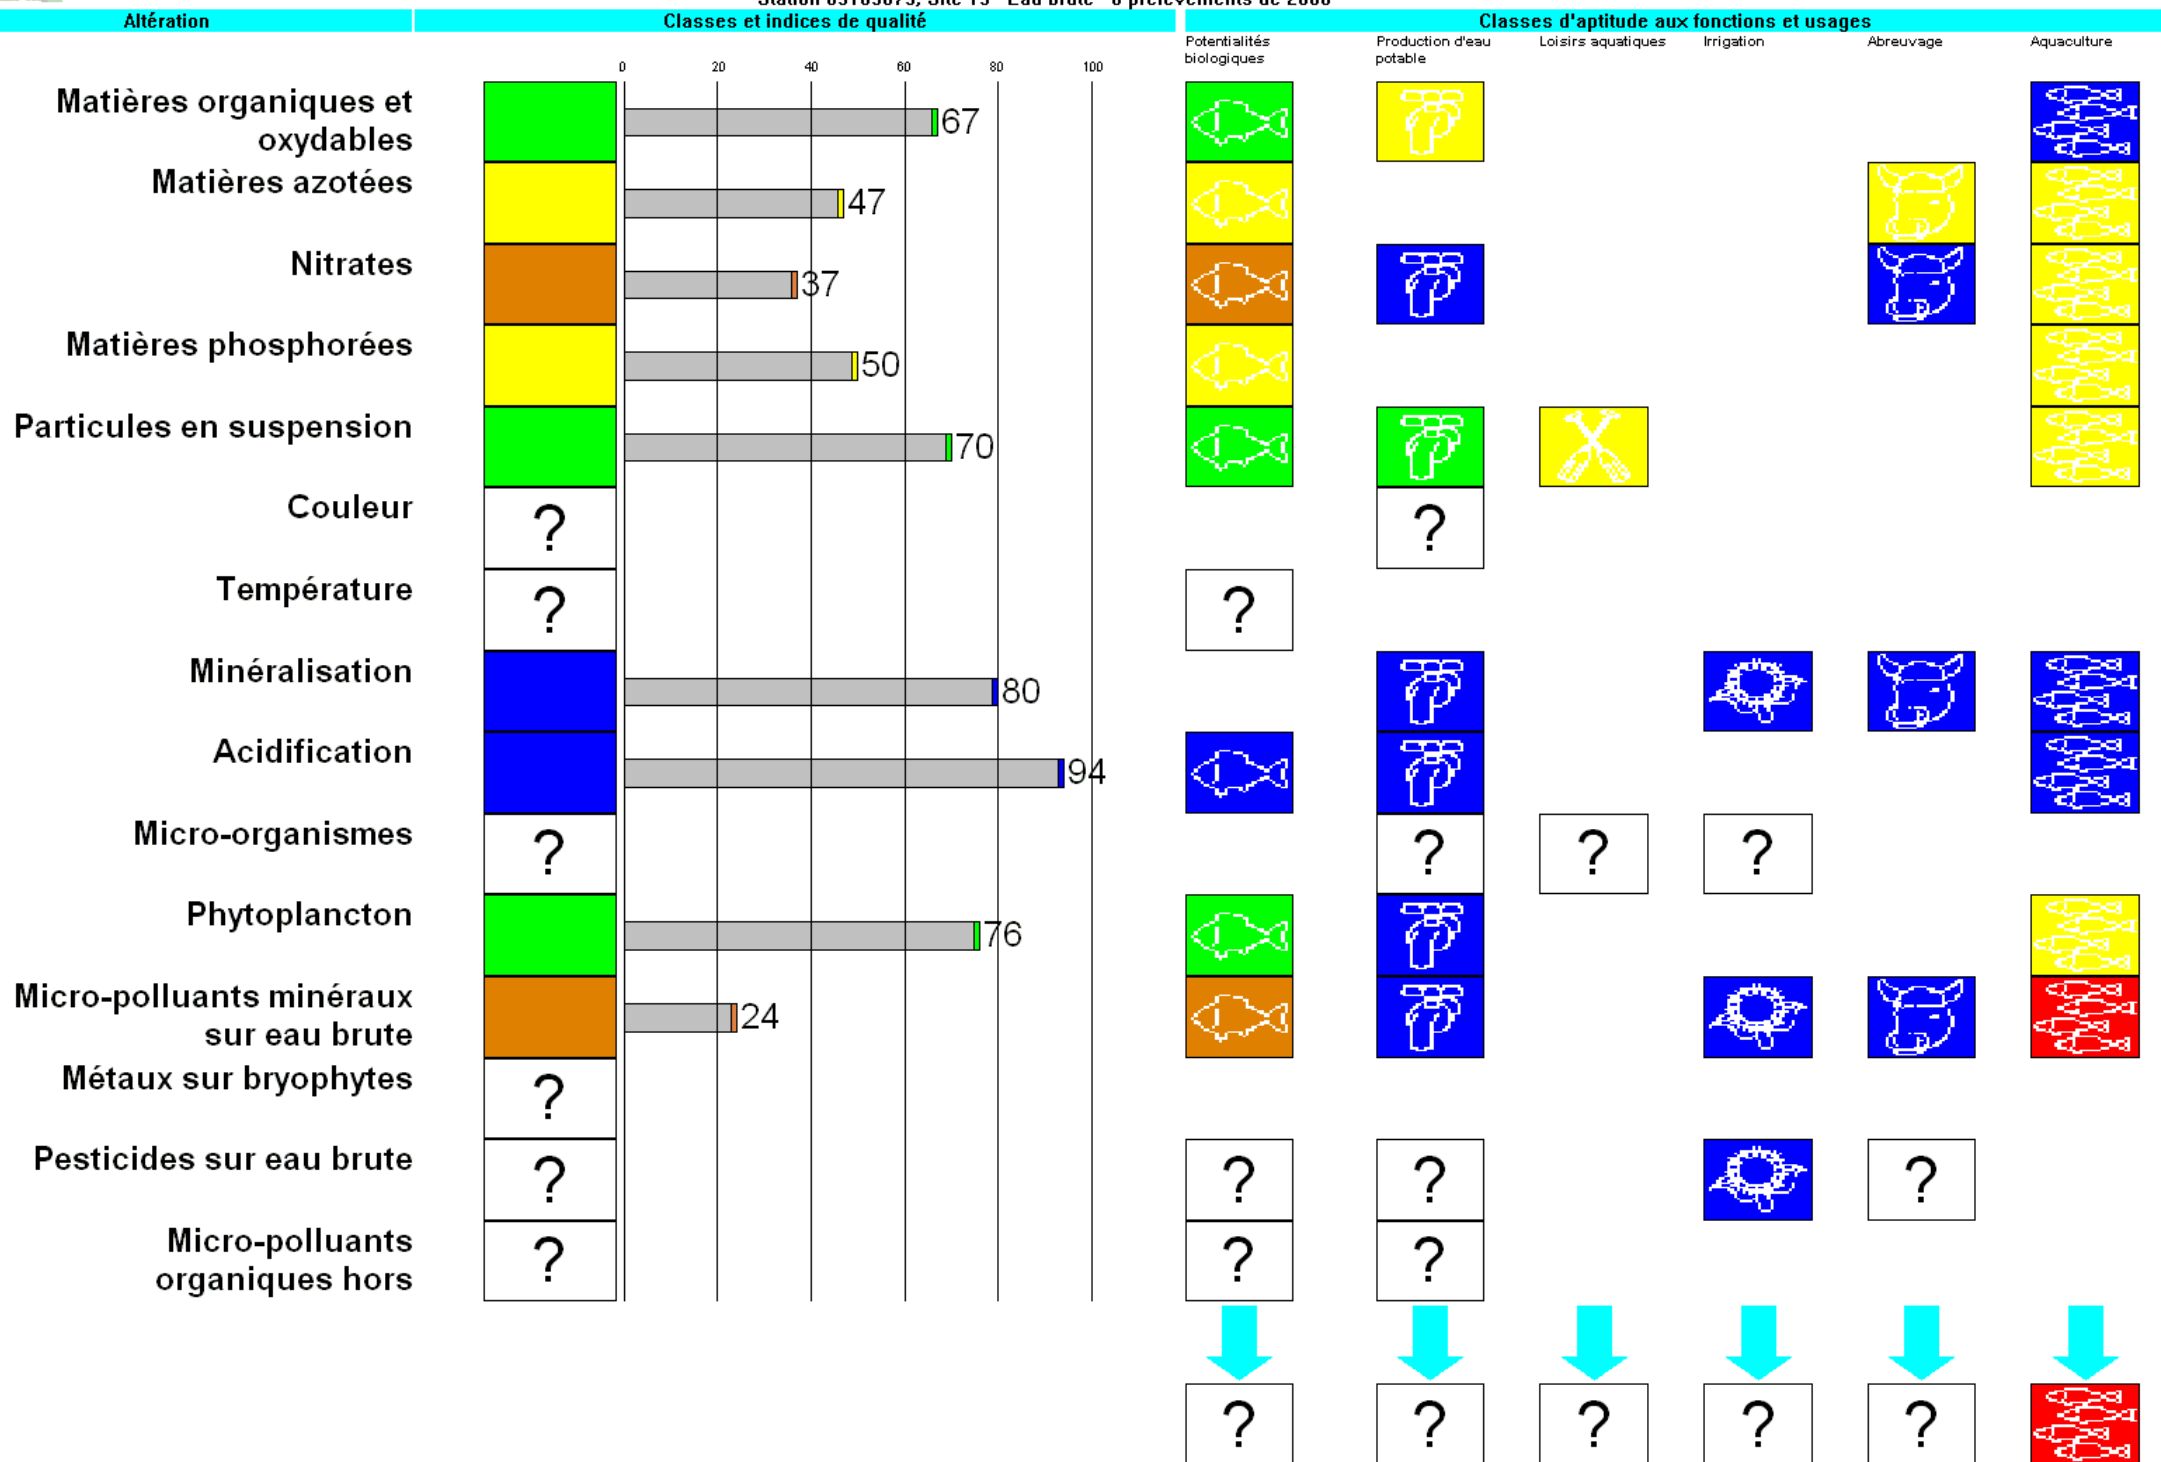 Altération
Classes et indices de qualité
Classes d'aptitude aux fonctions et usages
Potentialités
biologiques
Production d'eau
potable
Loisirs aquatiques
Irrigation
Abreuvage
Aquaculture
0 20 40 60 80 100
Matières organiques et
oxydables
67
Matières azotées
47
Nitrates
37
Matières phosphorées
50
Particules en suspension
70
Couleur
? ?
Température
? ?
Minéralisation
80
Acidification
94
Micro-organismes
? ? ? ?
Phytoplancton
76
Micro-polluants minéraux
sur eau brute
24
Métaux sur bryophytes
?
Pesticides sur eau brute
? ? ? ?
Micro-polluants
organiques hors
? ? ?
? ? ? ? ?